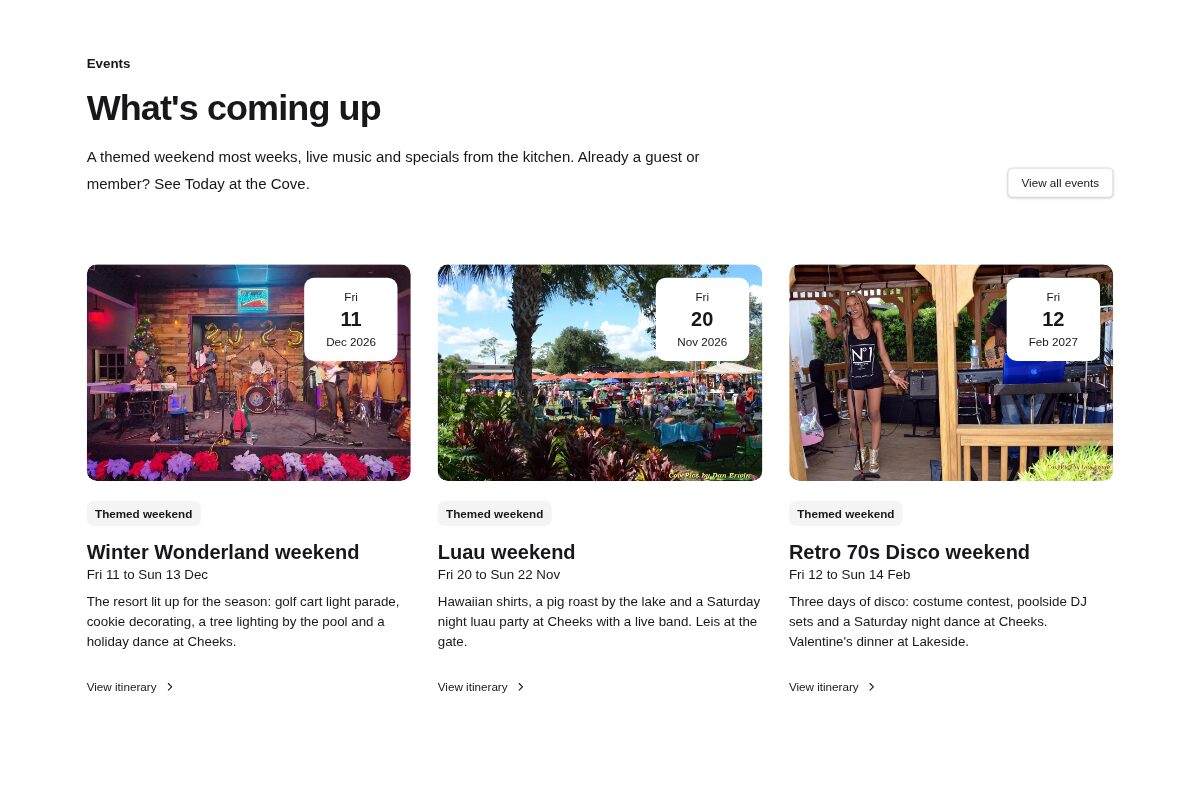 Events
What's coming up
A themed weekend most weeks, live music and specials from the kitchen. Already a guest or
member? See Today at the Cove.
View all events
Fri
11
Dec 2026
2025
Fri
20
Nov 2026
CovePics by Dan Erwin
Fri
12
Feb 2027
Nº1
Themed weekend
Winter Wonderland weekend
Fri 11 to Sun 13 Dec
The resort lit up for the season: golf cart light parade,
cookie decorating, a tree lighting by the pool and a
holiday dance at Cheeks.
View itinerary
Themed weekend
Luau weekend
Fri 20 to Sun 22 Nov
Hawaiian shirts, a pig roast by the lake and a Saturday
night luau party at Cheeks with a live band. Leis at the
gate.
View itinerary
Themed weekend
Retro 70s Disco weekend
Fri 12 to Sun 14 Feb
Three days of disco: costume contest, poolside DJ
sets and a Saturday night dance at Cheeks.
Valentine's dinner at Lakeside.
View itinerary